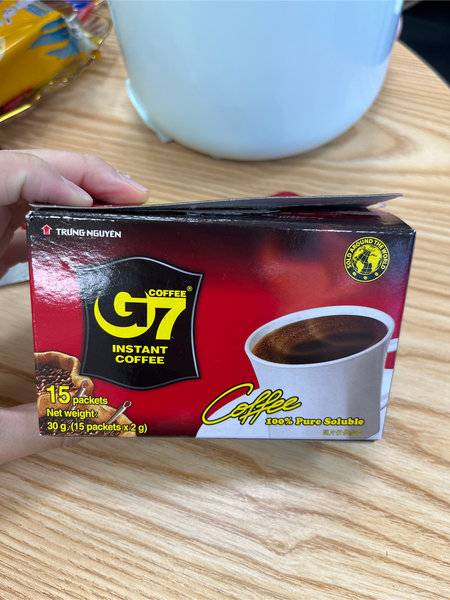 TRUNG NGUYÊN
SOLD AROUND THE WORLD
COFFEE
G7®
INSTANT
COFFEE
15 packets
Net weight
30 g (15 packets x 2 g)
Coffee
100% Pure Soluble